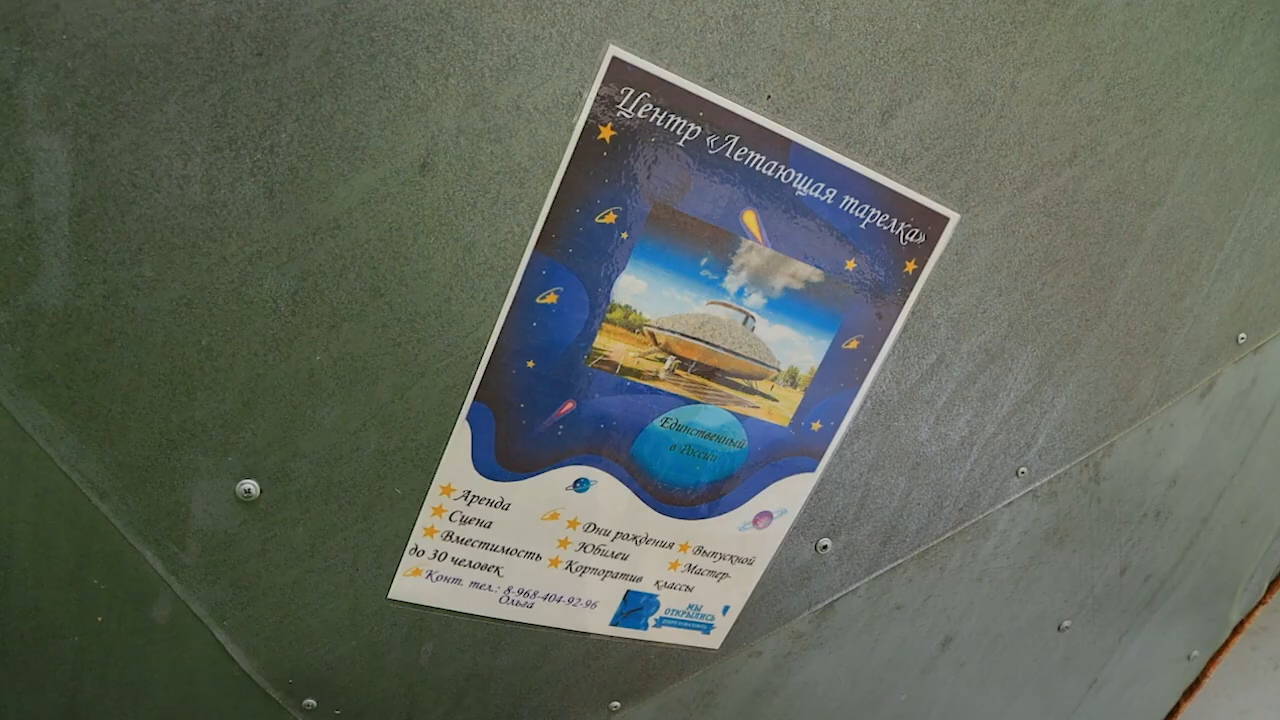 Центр «Летающая тарелка»
Единственный
в России
Аренда
Сцена
Вместимость
до 30 человек
Конт. тел.: 8-968-404-92-96
Ольга
Дни рождения
Юбилеи
Корпоратив
Выпускной
Мастер-
классы
МЫ
ОТКРЫЛИСЬ